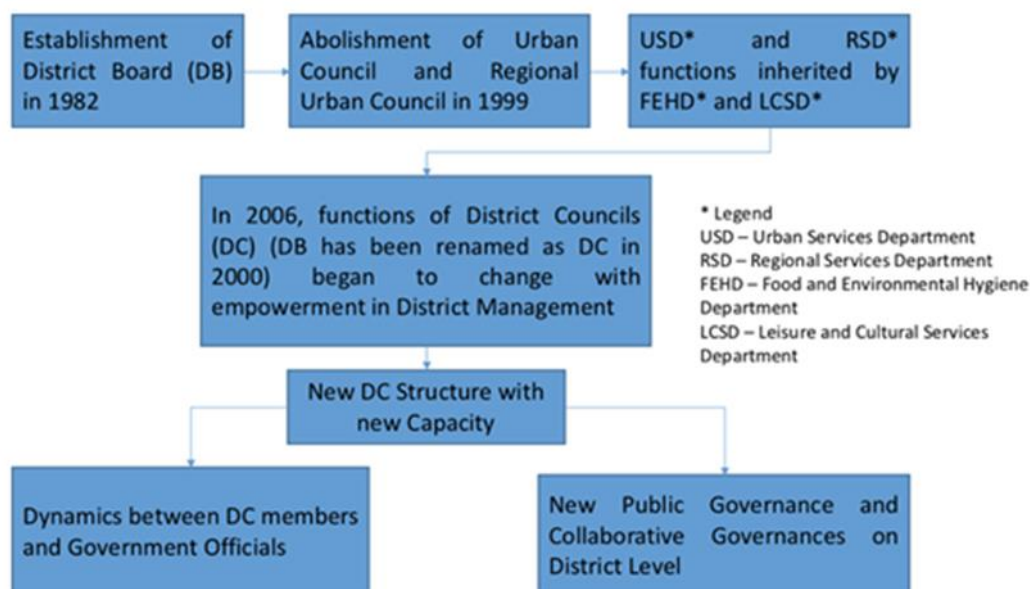 Establishment of
District Board (DB)
in 1982
Abolishment of Urban
Council and Regional
Urban Council in 1999
USD* and RSD*
functions inherited by
FEHD* and LCSD*
In 2006, functions of District Councils
(DC) (DB has been renamed as DC in
2000) began to change with
empowerment in District Management
* Legend
USD – Urban Services Department
RSD – Regional Services Department
FEHD – Food and Environmental Hygiene
Department
LCSD – Leisure and Cultural Services
Department
New DC Structure with
new Capacity
Dynamics between DC members
and Government Officials
New Public Governance and
Collaborative Governances on
District Level